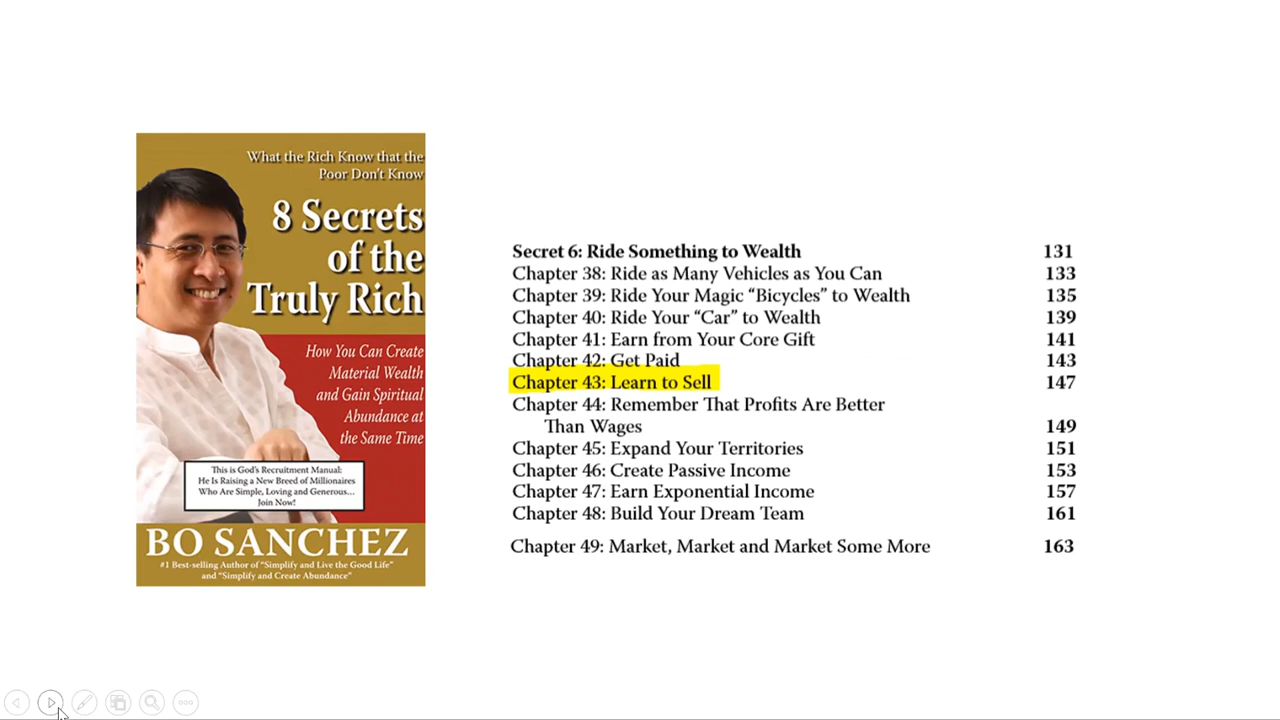 What the Rich Know that the
Poor Don't Know
8 Secrets
of the
Truly Rich
How You Can Create
Material Wealth
and Gain Spiritual
Abundance at
the Same Time
This is God's Recruitment Manual:
He Is Raising a New Breed of Millionaires
Who Are Simple, Loving and Generous...
Join Now!
BO SANCHEZ
#1 Best-selling Author of "Simplify and Live the Good Life"
and "Simplify and Create Abundance"
Secret 6: Ride Something to Wealth 131
Chapter 38: Ride as Many Vehicles as You Can 133
Chapter 39: Ride Your Magic “Bicycles” to Wealth 135
Chapter 40: Ride Your “Car” to Wealth 139
Chapter 41: Earn from Your Core Gift 141
Chapter 42: Get Paid 143
Chapter 43: Learn to Sell 147
Chapter 44: Remember That Profits Are Better
Than Wages 149
Chapter 45: Expand Your Territories 151
Chapter 46: Create Passive Income 153
Chapter 47: Earn Exponential Income 157
Chapter 48: Build Your Dream Team 161
Chapter 49: Market, Market and Market Some More 163